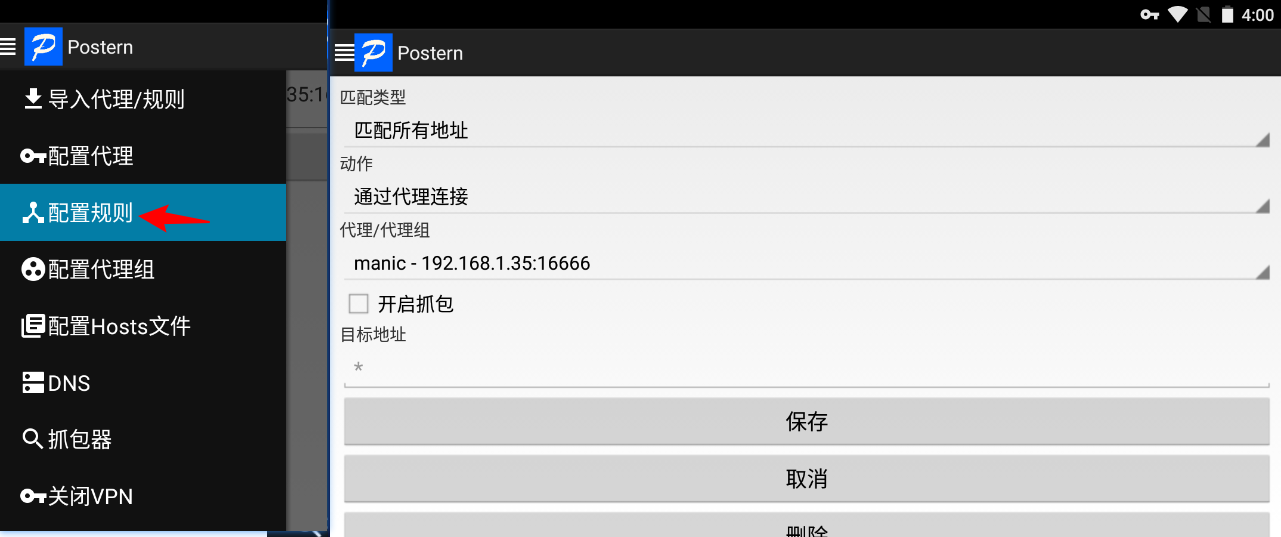 Postern
导入代理/规则
配置代理
配置规则
配置代理组
配置Hosts文件
DNS
抓包器
关闭VPN
35:16
4:00
Postern
匹配类型
匹配所有地址
动作
通过代理连接
代理/代理组
manic - 192.168.1.35:16666
开启抓包
目标地址
*
保存
取消
删除